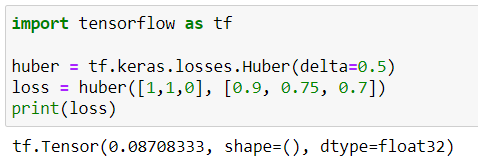 import tensorflow as tf
huber = tf.keras.losses.Huber(delta=0.5)
loss = huber([1,1,0], [0.9, 0.75, 0.7])
print(loss)
tf.Tensor(0.08708333, shape=(), dtype=float32)